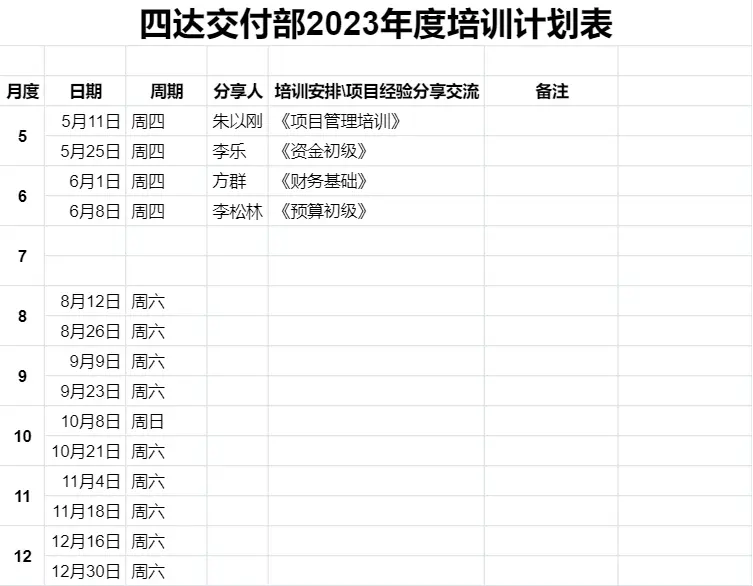 四达交付部2023年度培训计划表
月度 日期 周期 分享人 培训安排\项目经验分享交流 备注
5 5月11日 周四 朱以刚 《项目管理培训》
5月25日 周四 李乐 《资金初级》
6 6月1日 周四 方群 《财务基础》
6月8日 周四 李松林 《预算初级》
7
8 8月12日 周六
8月26日 周六
9 9月9日 周六
9月23日 周六
10 10月8日 周日
10月21日 周六
11 11月4日 周六
11月18日 周六
12 12月16日 周六
12月30日 周六